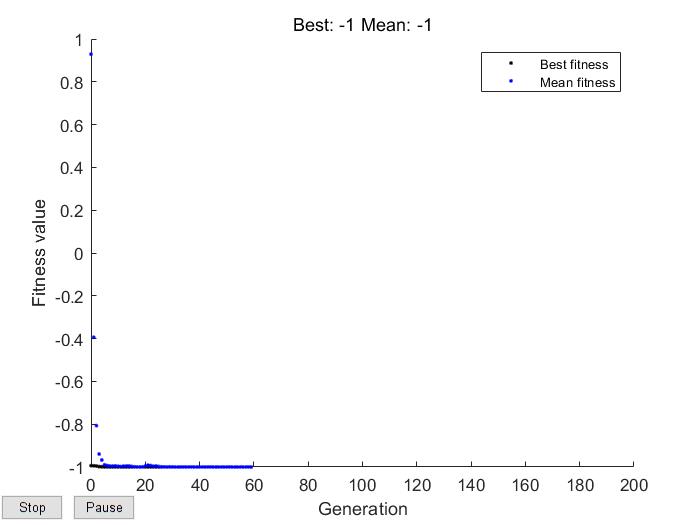 Best: -1 Mean: -1
1
0.8
0.6
0.4
0.2
0
-0.2
-0.4
-0.6
-0.8
-1
Fitness value
Best fitness
Mean fitness
0 20 40 60 80 100 120 140 160 180 200
Generation
Stop Pause